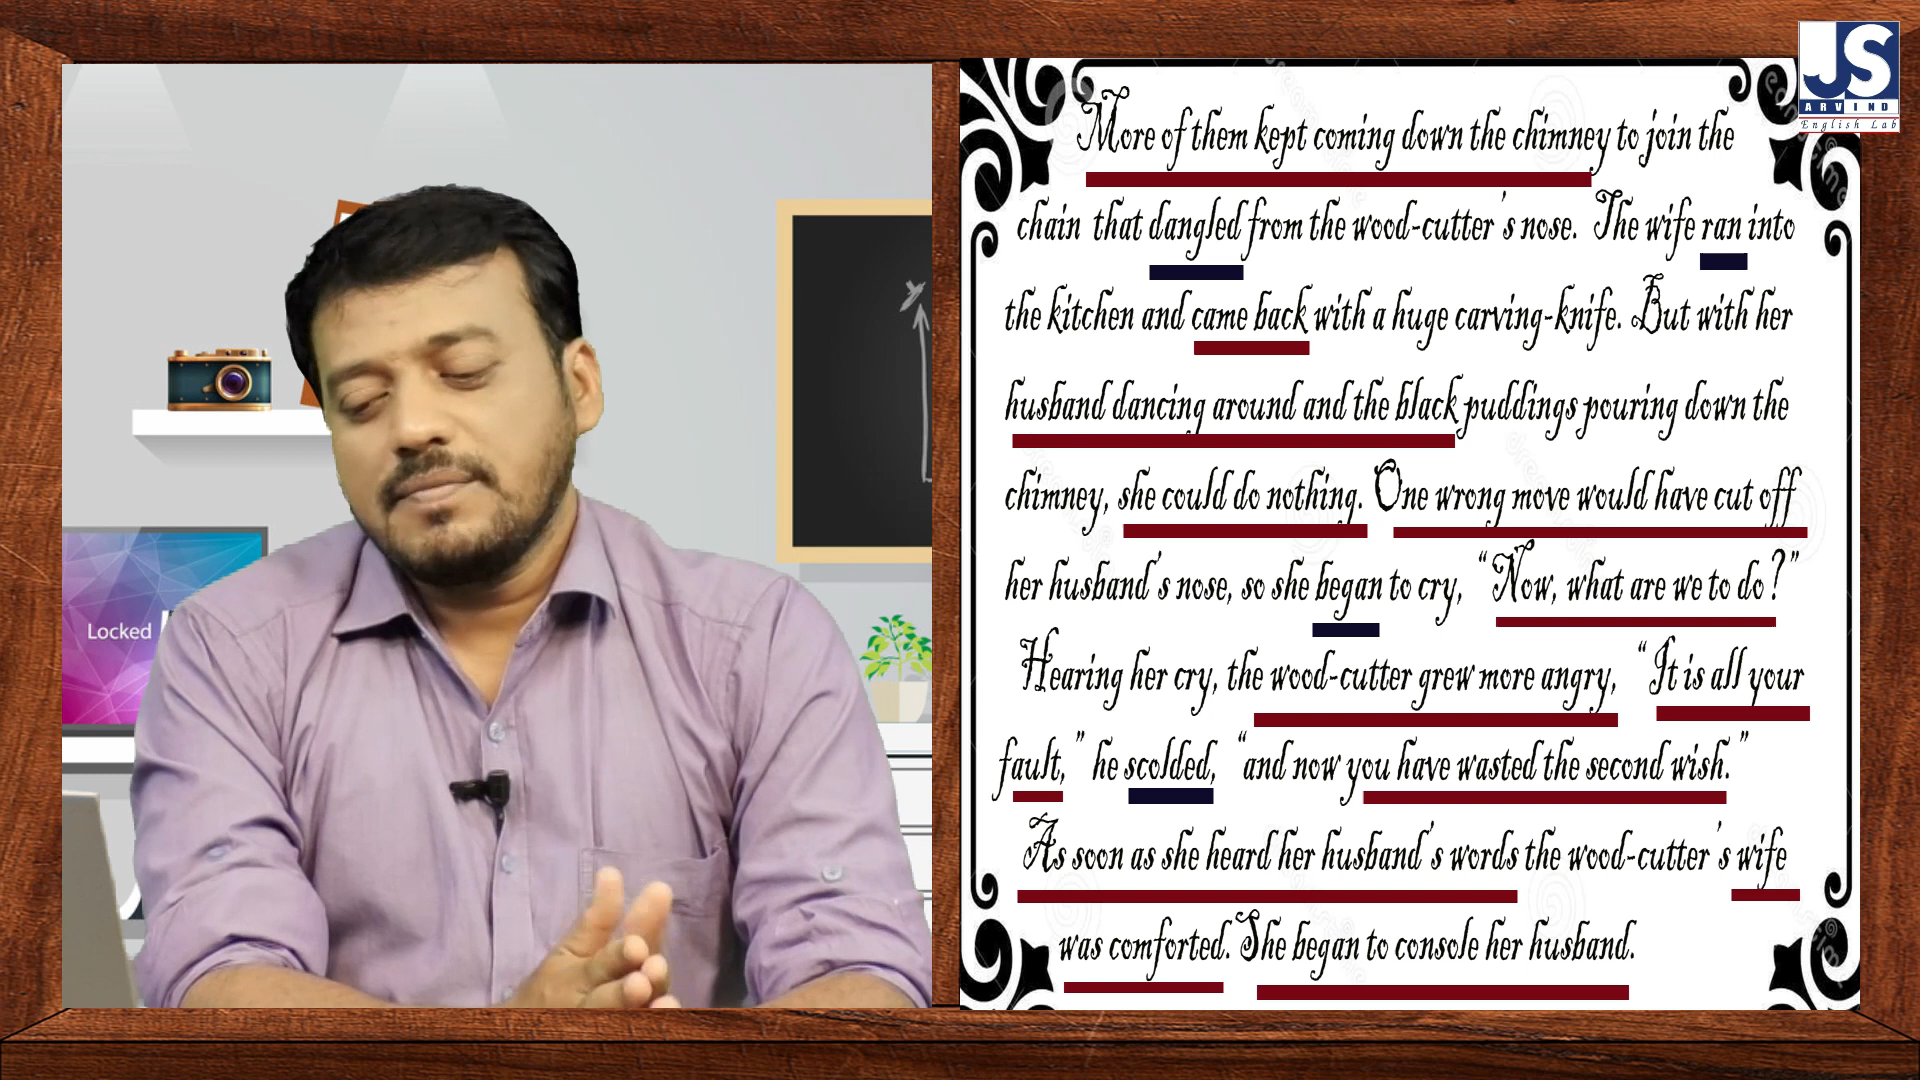 JS
ARVIND
English Lab
More of them kept coming down the chimney to join the
chain that dangled from the wood-cutter's nose. The wife ran into
the kitchen and came back with a huge carving-knife. But with her
husband dancing around and the black puddings pouring down the
chimney, she could do nothing. One wrong move would have cut off
her husband's nose, so she began to cry, “Now, what are we to do?”
Hearing her cry, the wood-cutter grew more angry, “It is all your
fault,” he scolded, “and now you have wasted the second wish.”
As soon as she heard her husband's words the wood-cutter's wife
was comforted. She began to console her husband.
Locked